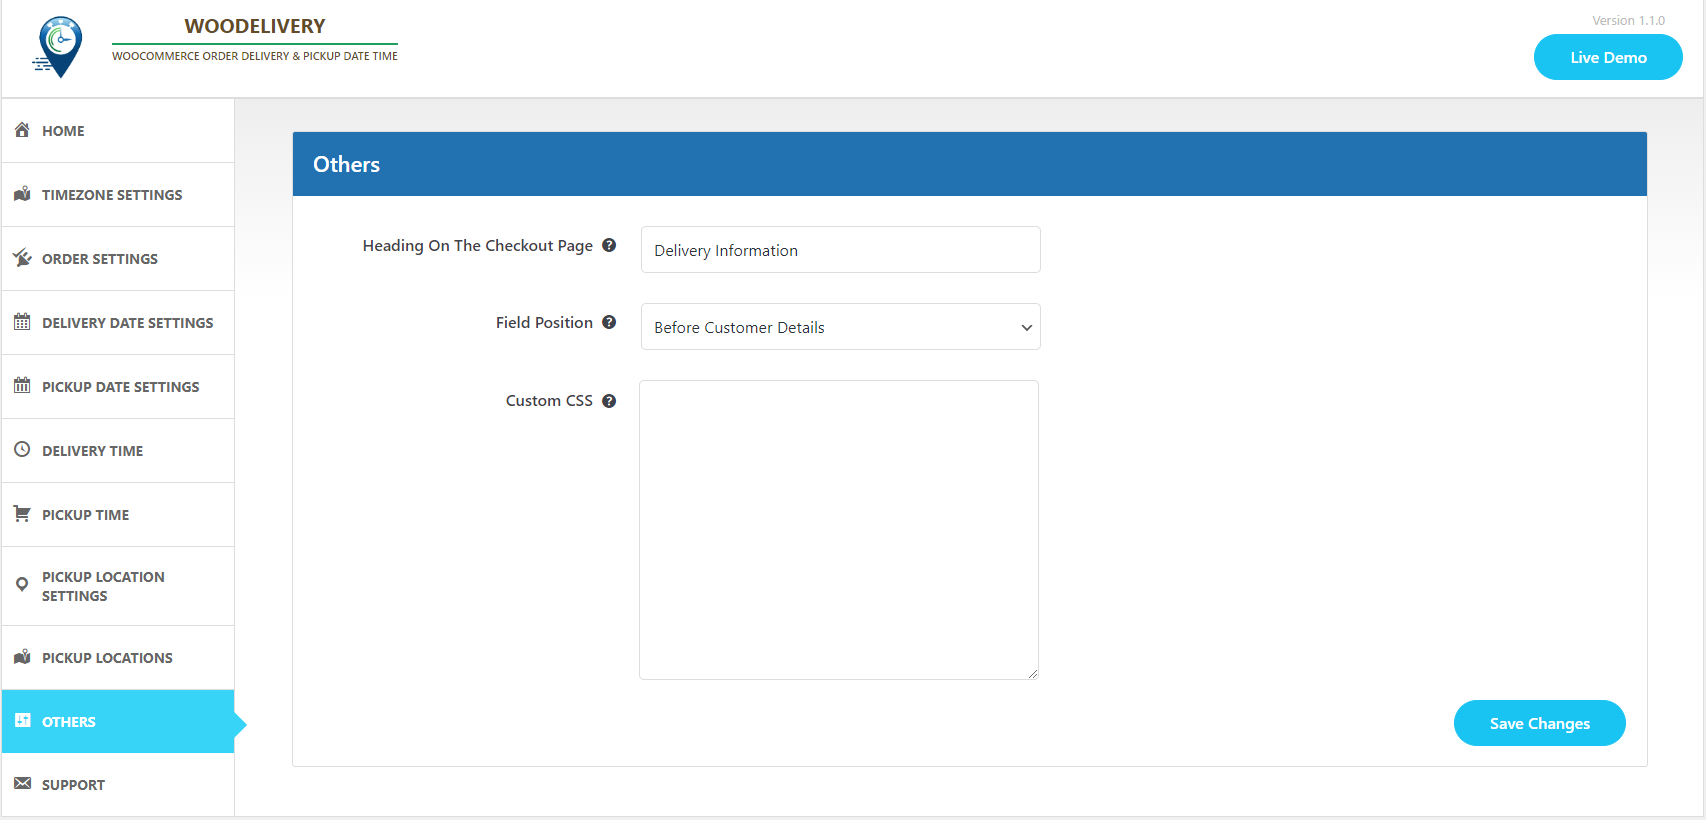 WOODELIVERY
WOOCOMMERCE ORDER DELIVERY & PICKUP DATE TIME
Version 1.1.0
Live Demo
HOME
TIMEZONE SETTINGS
ORDER SETTINGS
DELIVERY DATE SETTINGS
PICKUP DATE SETTINGS
DELIVERY TIME
PICKUP TIME
PICKUP LOCATION
SETTINGS
PICKUP LOCATIONS
OTHERS
SUPPORT
Others
Heading On The Checkout Page
Delivery Information
Field Position
Before Customer Details
Custom CSS
Save Changes